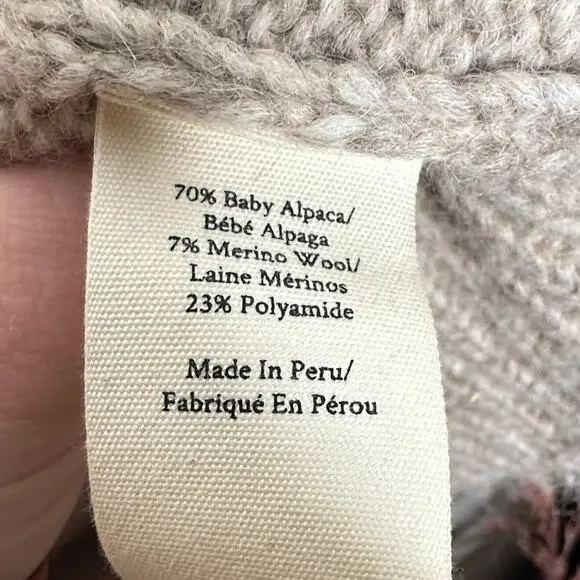 70% Baby Alpaca/
Bébé Alpaga
7% Merino Wool/
Laine Mérinos
23% Polyamide
Made In Peru/
Fabriqué En Pérou